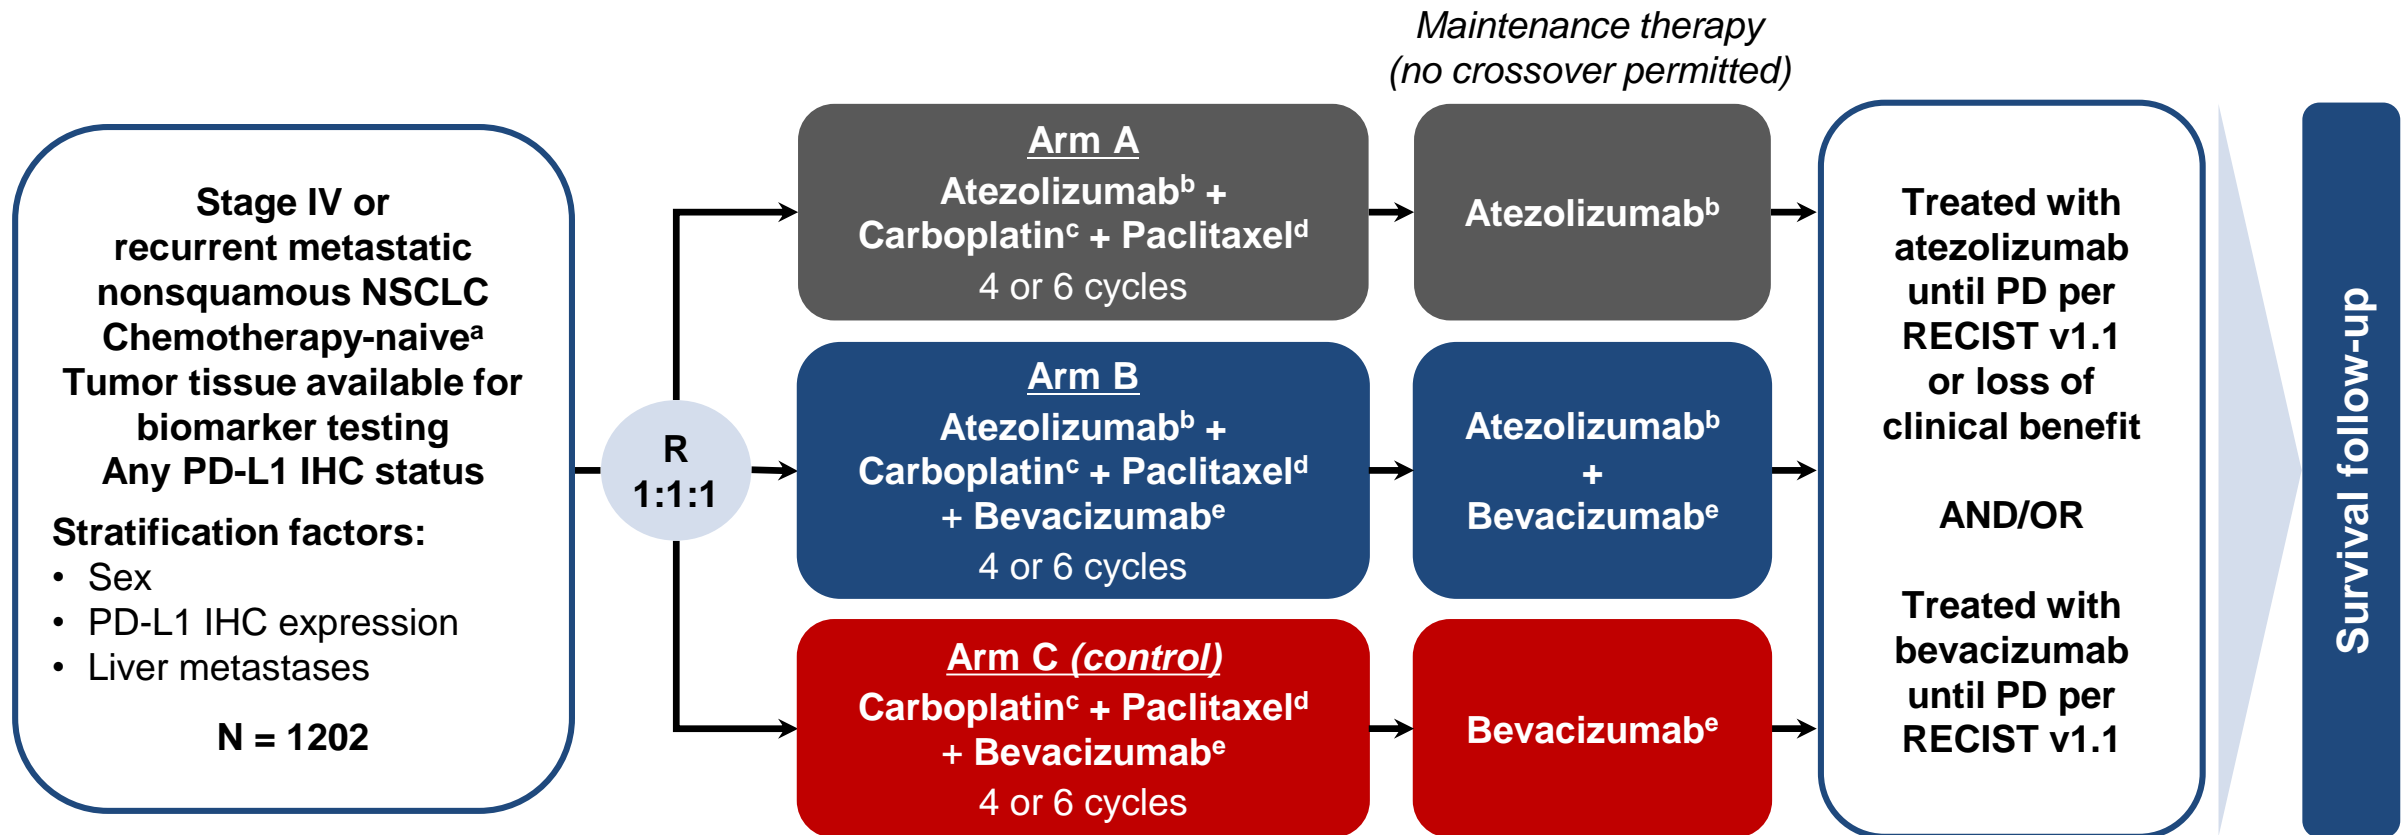 Maintenance therapy
(no crossover permitted)
Stage IV or
recurrent metastatic
nonsquamous NSCLC
Chemotherapy-naiveᵃ
Tumor tissue available for
biomarker testing
Any PD-L1 IHC status
Stratification factors:
• Sex
• PD-L1 IHC expression
• Liver metastases
N = 1202
R
1:1:1
Arm A
Atezolizumabᵇ +
Carboplatinᶜ + Paclitaxelᵈ
4 or 6 cycles
Atezolizumabᵇ
Arm B
Atezolizumabᵇ +
Carboplatinᶜ + Paclitaxelᵈ
+ Bevacizumabᵉ
4 or 6 cycles
Atezolizumabᵇ
+
Bevacizumabᵉ
Arm C (control)
Carboplatinᶜ + Paclitaxelᵈ
+ Bevacizumabᵉ
4 or 6 cycles
Bevacizumabᵉ
Treated with
atezolizumab
until PD per
RECIST v1.1
or loss of
clinical benefit
AND/OR
Treated with
bevacizumab
until PD per
RECIST v1.1
Survival follow-up